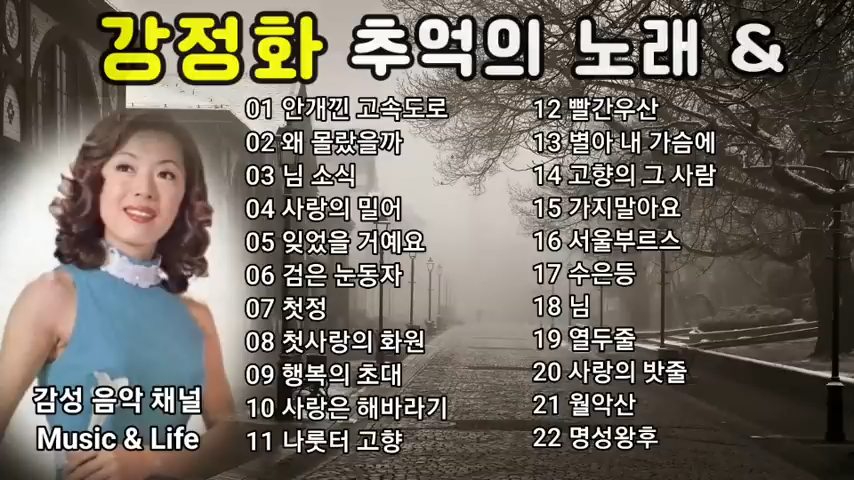 강정화 추억의 노래 &
01 안개낀 고속도로
02 왜 몰랐을까
03 님 소식
04 사랑의 밀어
05 잊었을 거예요
06 검은 눈동자
07 첫정
08 첫사랑의 화원
09 행복의 초대
10 사랑은 해바라기
11 나룻터 고향
12 빨간우산
13 별아 내 가슴에
14 고향의 그 사람
15 가지말아요
16 서울부르스
17 수은등
18 님
19 열두줄
20 사랑의 밧줄
21 월악산
22 명성왕후
감성 음악 채널
Music & Life